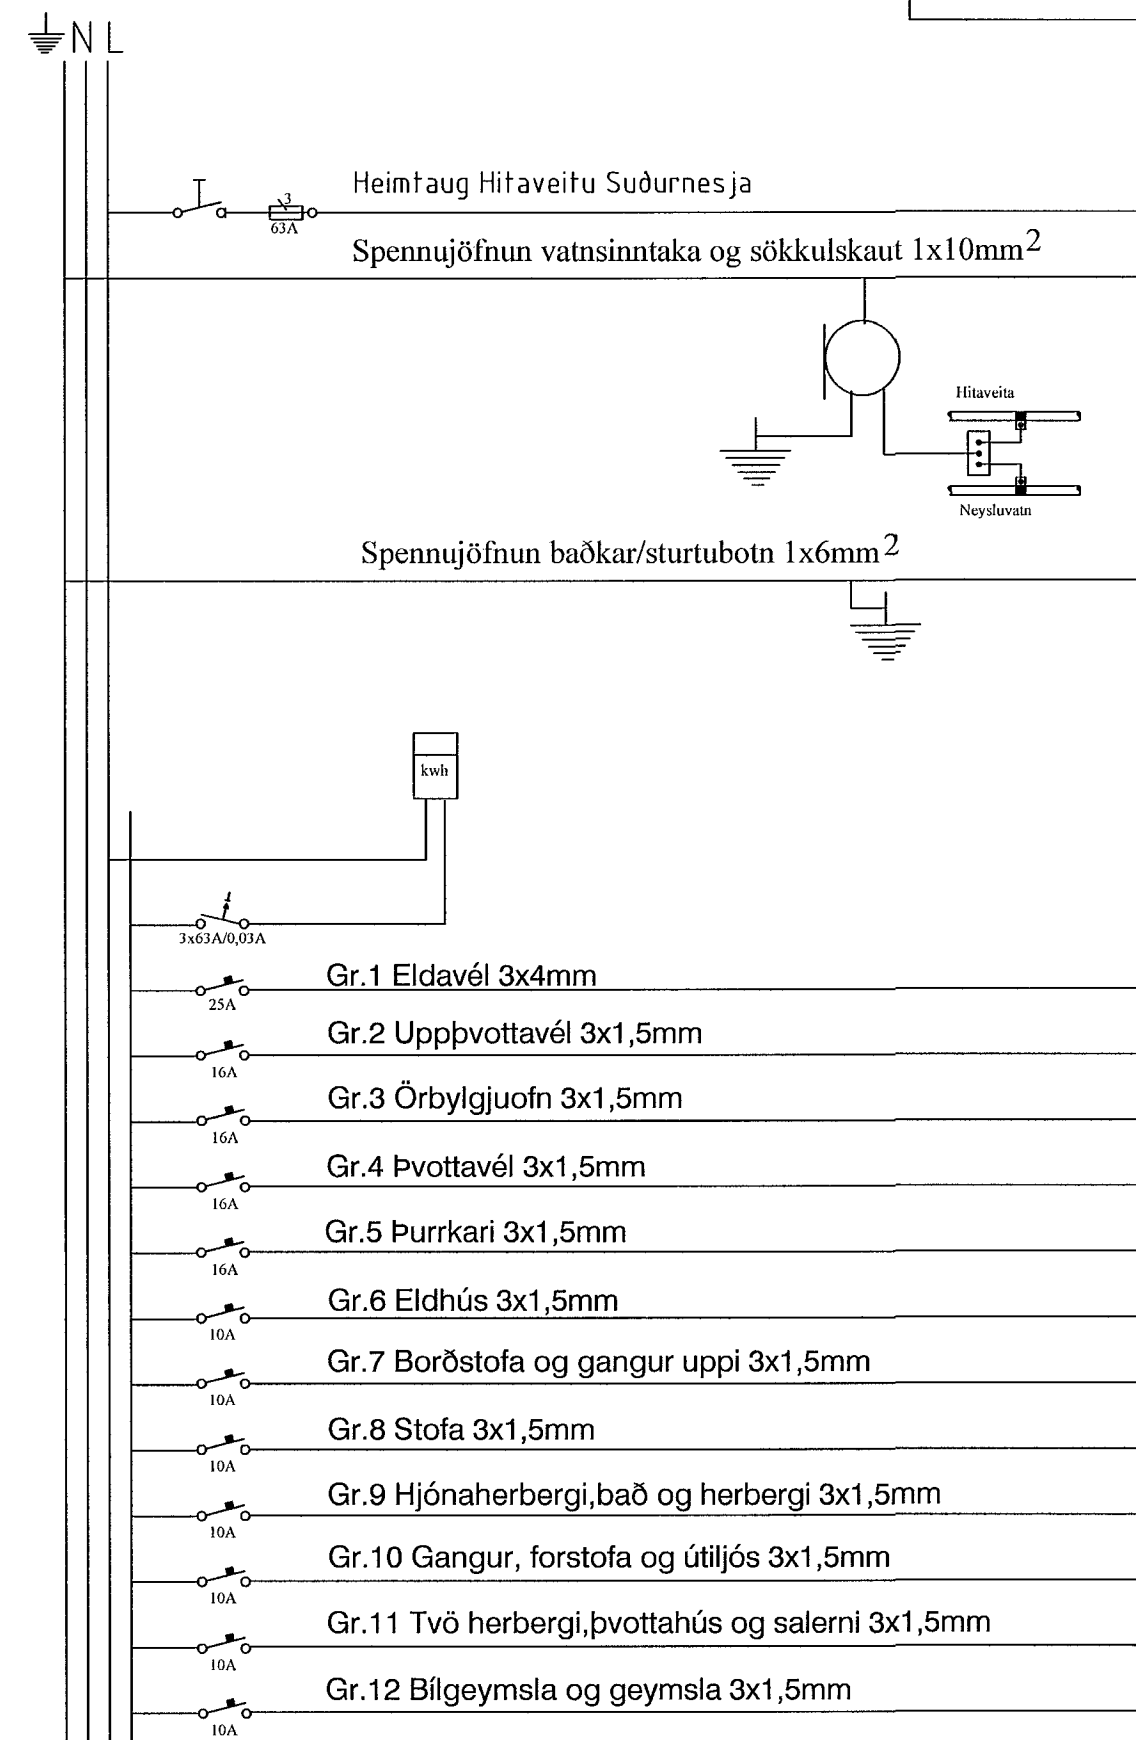 N L
Heimtaug Hitaveitu Suðurnesja
3
63A
Spennujöfnun vatnsinntaka og sökkulskaut 1x10mm2
Hitaveita
Neysluvatn
Spennujöfnun baðkar/sturtubotn 1x6mm2
kwh
3x63A/0,03A
Gr.1 Eldavél 3x4mm
25A
Gr.2 Uppþvottavél 3x1,5mm
16A
Gr.3 Örbylgjuofn 3x1,5mm
16A
Gr.4 Þvottavél 3x1,5mm
16A
Gr.5 Þurrkari 3x1,5mm
16A
Gr.6 Eldhús 3x1,5mm
10A
Gr.7 Borðstofa og gangur uppi 3x1,5mm
10A
Gr.8 Stofa 3x1,5mm
10A
Gr.9 Hjónaherbergi,bað og herbergi 3x1,5mm
10A
Gr.10 Gangur, forstofa og útiljós 3x1,5mm
10A
Gr.11 Tvö herbergi,þvottahús og salerni 3x1,5mm
10A
Gr.12 Bílgeymsla og geymsla 3x1,5mm
10A